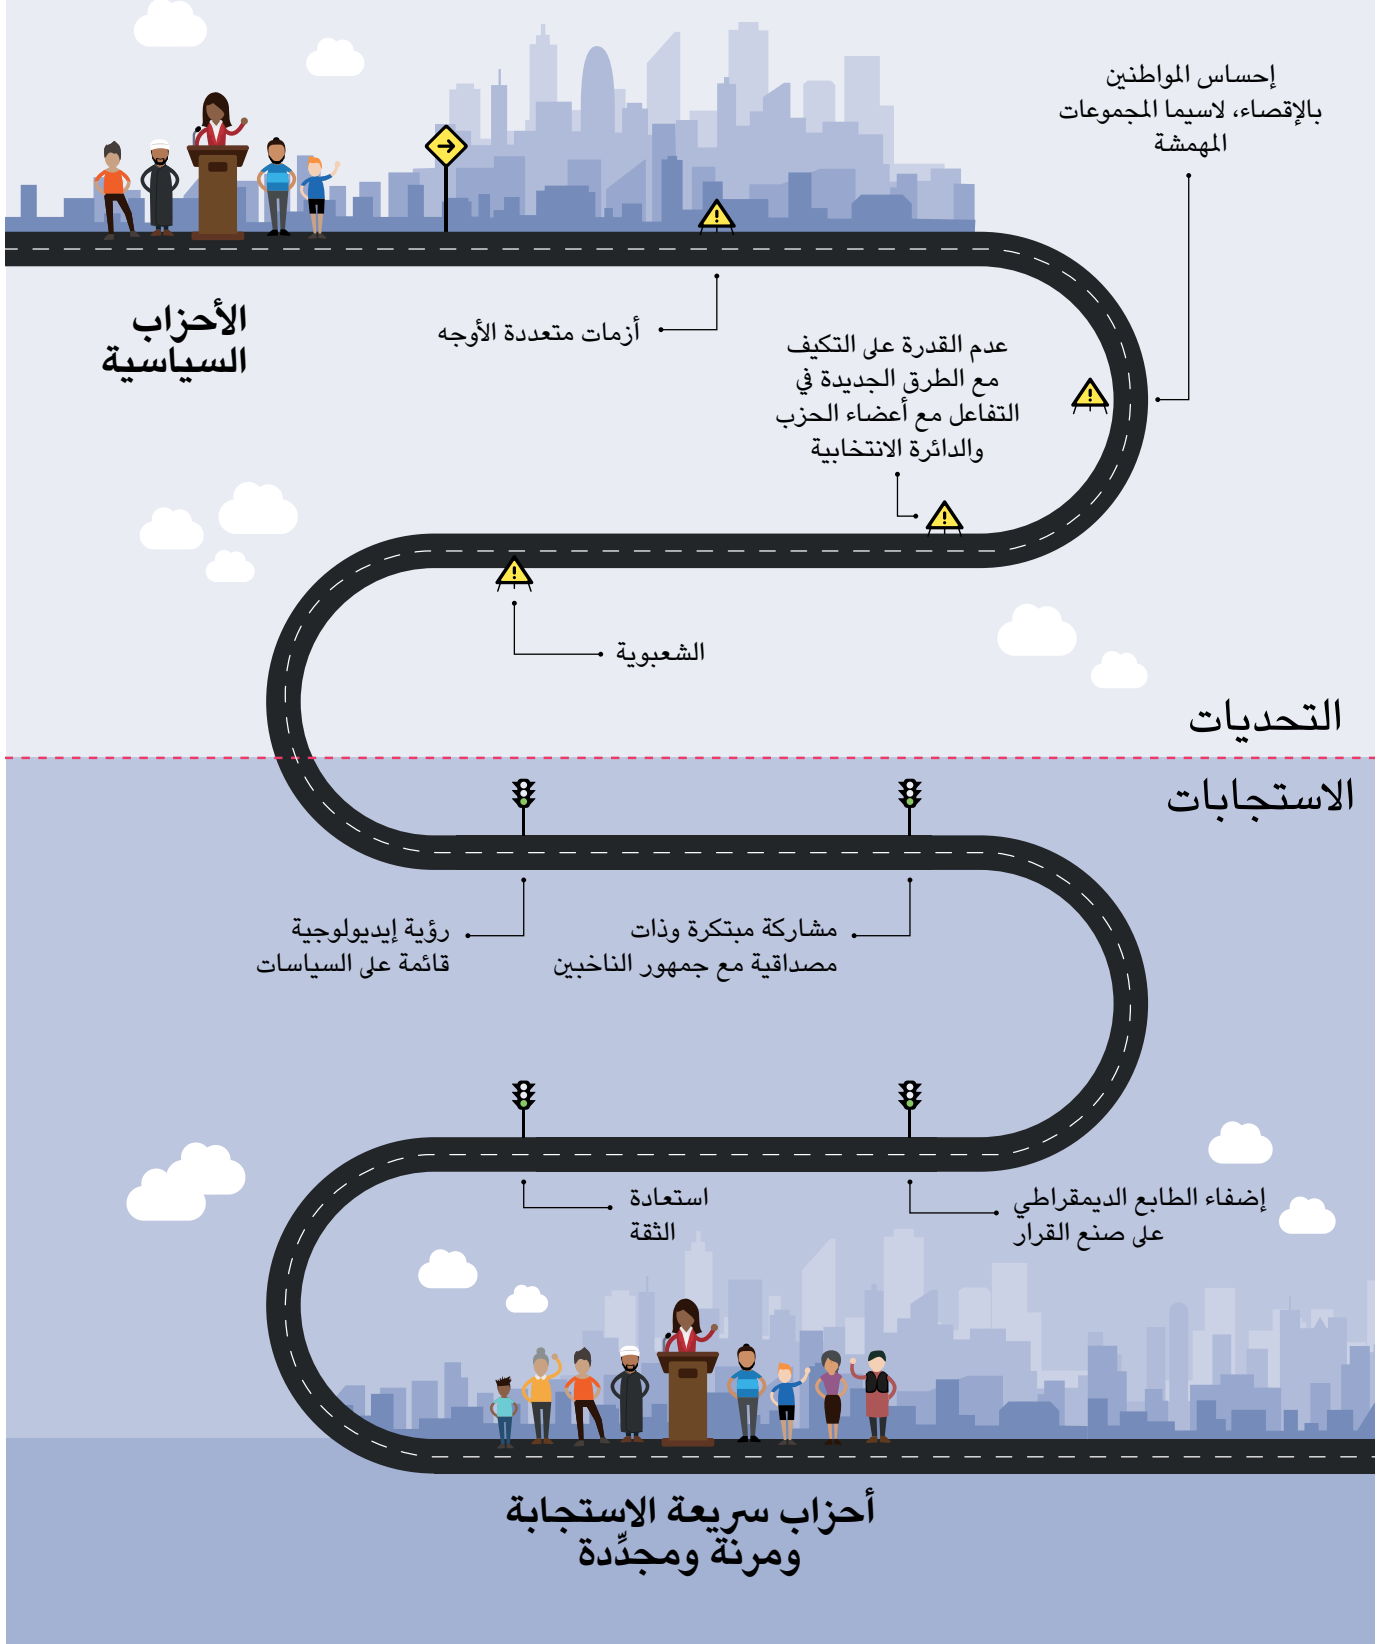 إحساس المواطنين
بالإقصاء، لاسيما المجموعات
المهمشة
الأحزاب
السياسية
أزمات متعددة الأوجه
عدم القدرة على التكيف
مع الطرق الجديدة في
التفاعل مع أعضاء الحزب
والدائرة الانتخابية
الشعبوية
التحديات
الاستجابات
مشاركة مبتكرة وذات
مصداقية مع جمهور الناخبين
رؤية إيديولوجية
قائمة على السياسات
إضفاء الطابع الديمقراطي
على صنع القرار
استعادة
الثقة
أحزاب سريعة الاستجابة
ومرنة ومجدِّدة